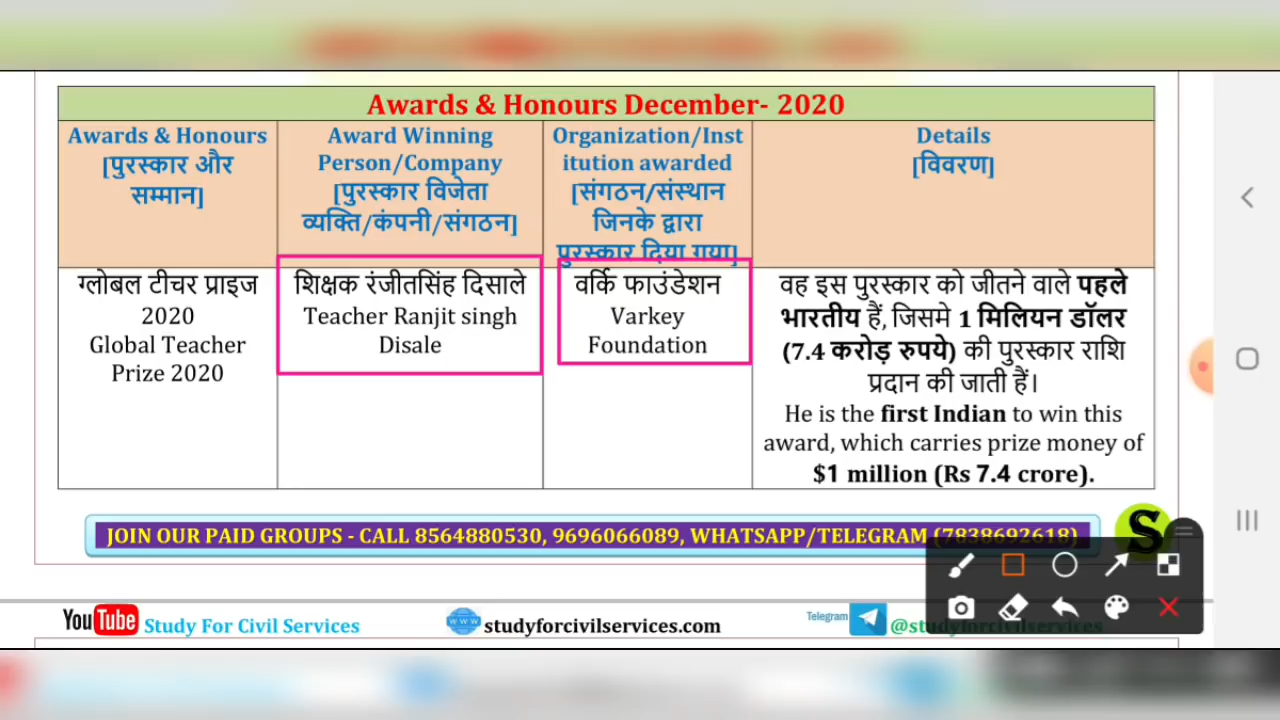 Awards & Honours December- 2020
Awards & Honours
[पुरस्कार और
सम्मान]
Award Winning
Person/Company
[पुरस्कार विजेता
व्यक्ति/कंपनी/संगठन]
Organization/Inst
itution awarded
[संगठन/संस्थान
जिनके द्वारा
पुरस्कार दिया गया]
Details
[विवरण]
ग्लोबल टीचर प्राइज
2020
Global Teacher
Prize 2020
शिक्षक रंजीतसिंह दिसाले
Teacher Ranjit singh
Disale
वर्कि फाउंडेशन
Varkey
Foundation
वह इस पुरस्कार को जीतने वाले पहले
भारतीय हैं, जिसमे 1 मिलियन डॉलर
(7.4 करोड़ रुपये) की पुरस्कार राशि
प्रदान की जाती हैं।
He is the first Indian to win this
award, which carries prize money of
$1 million (Rs 7.4 crore).
JOIN OUR PAID GROUPS - CALL 8564880530, 9696066089, WHATSAPP/TELEGRAM (7838692618)
S
YouTube Study For Civil Services
www studyforcivilservices.com
Telegram @studyforcivilservices